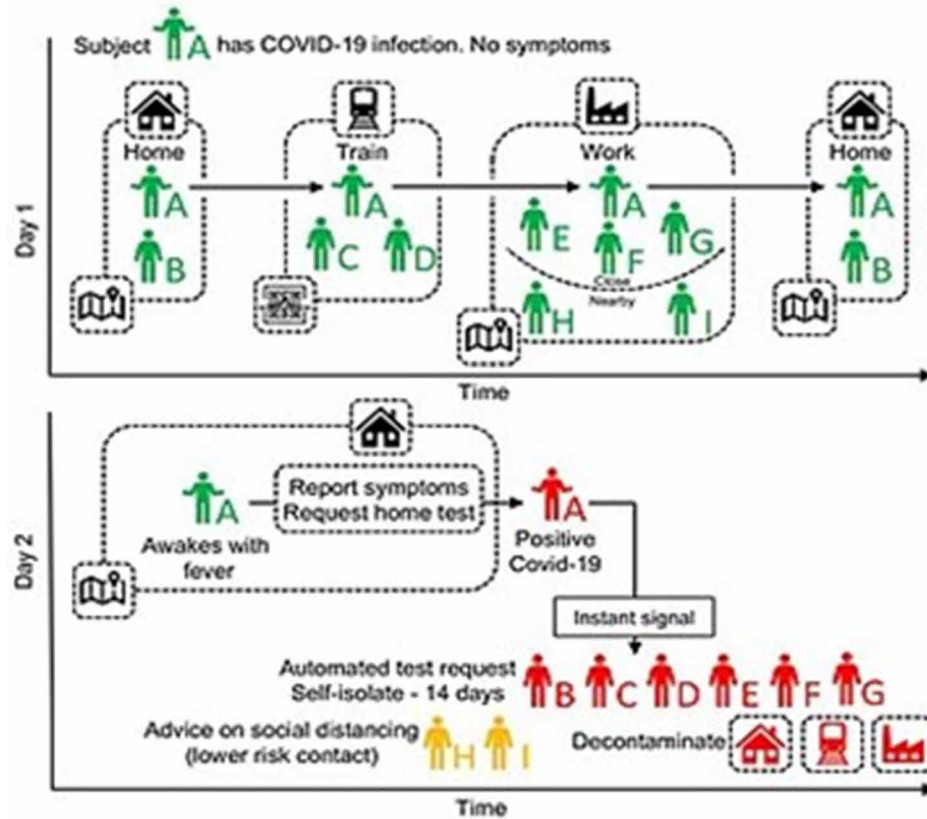 Subject A has COVID-19 infection. No symptoms
Home
Train
Work
Home
A
A
A
A
B
C
D
E
F
G
B
Close
Nearby
H
I
Day 1
Time
A
Report symptoms
Request home test
A
Awakes with
fever
Positive
Covid-19
Day 2
Instant signal
Automated test request
Self-isolate - 14 days
B C D E F G
Advice on social distancing
(lower risk contact)
H I
Decontaminate
Time